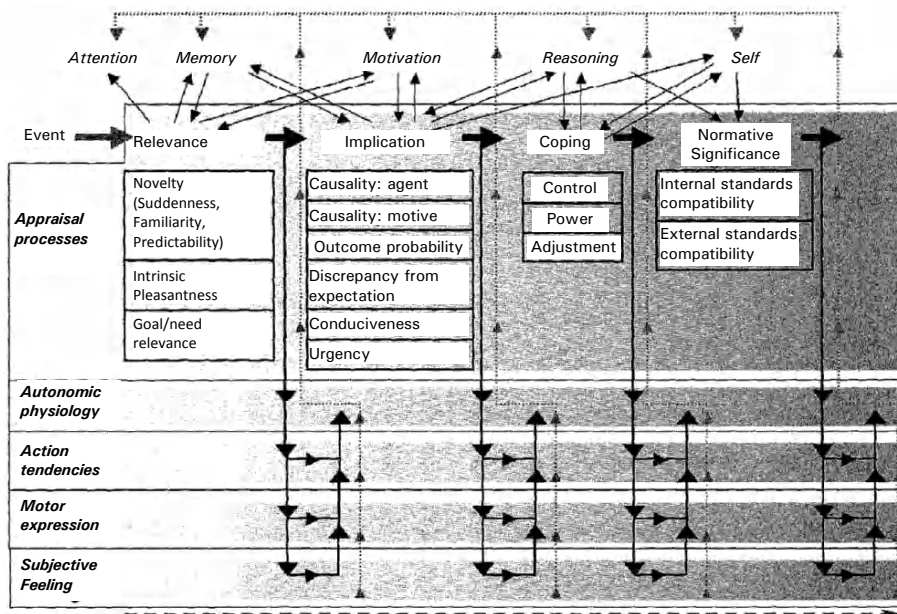 Attention Memory Motivation Reasoning Self
Event
Relevance
Implication
Coping
Normative
Significance
Appraisal
processes
Novelty
(Suddenness,
Familiarity,
Predictability)
Intrinsic
Pleasantness
Goal/need
relevance
Causality: agent
Causality: motive
Outcome probability
Discrepancy from
expectation
Conduciveness
Urgency
Control
Power
Adjustment
Internal standards
compatibility
External standards
compatibility
Autonomic
physiology
Action
tendencies
Motor
expression
Subjective
Feeling